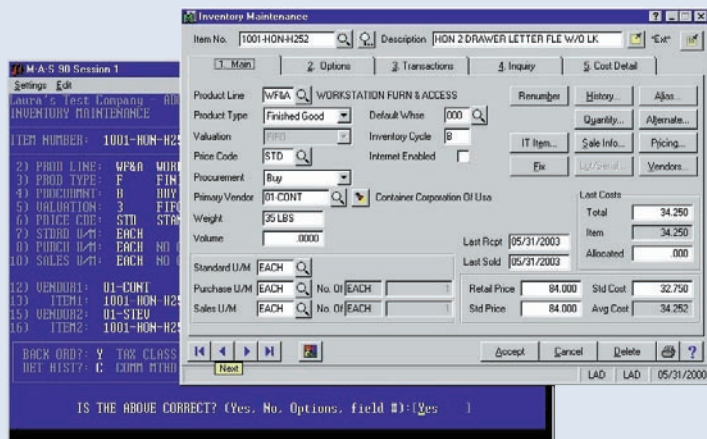 Inventory Maintenance
Item No. 1001-HON-H252 Description HON 2 DRAWER LETTER FLE W/O LK *Ext*
1. Main 2. Options 3. Transactions 4. Inquiry 5. Cost Detail
Product Line WF&A WORKSTATION FURN & ACCESS Renumber History... Alias...
Product Type Finished Good Default Whse 000 Quantity... Alternate...
Valuation FIFO Inventory Cycle B
Price Code STD Internet Enabled IT Item... Sale Info... Pricing...
Procurement Buy Fix Lot/Serial... Vendors...
Primary Vendor 01-CONT Container Corporation Of Usa
Weight 35 LBS
Volume .0000
Last Costs
Total 34.250
Item 34.250
Allocated .000
Last Rcpt 05/31/2003
Last Sold 05/31/2003
Standard U/M EACH
Purchase U/M EACH No. Of EACH 1
Sales U/M EACH No. Of EACH 1
Retail Price 84.000 Std Cost 32.750
Std Price 84.000 Avg Cost 34.252
Accept Cancel Delete
Next
LAD LAD 05/31/2000
M·A·S 90 Session 1
Settings Edit
Laura's Test Company -
INVENTORY MAINTENANCE
ITEM NUMBER: 1001-HON-H25
2) PROD LINE: WF&A
3) PROD TYPE: F FINI
4) PROCURMNT: B BUY
5) VALUATION: 3 FIFO
6) PRICE CDE: STD STAN
7) STDRD U/M: EACH
8) PURCH U/M: EACH NO
10) SALES U/M: EACH NO
12) VENDOR1: 01-CONT
13) ITEM1: 1001-HON-H25
15) VENDOR2: 01-STEV
16) ITEM2: 1001-HON-H25
BACK ORD?: Y TAX CLASS
DET HIST?: C COMM MTHD
IS THE ABOVE CORRECT? (Yes, No, Options, field #):[Yes ]